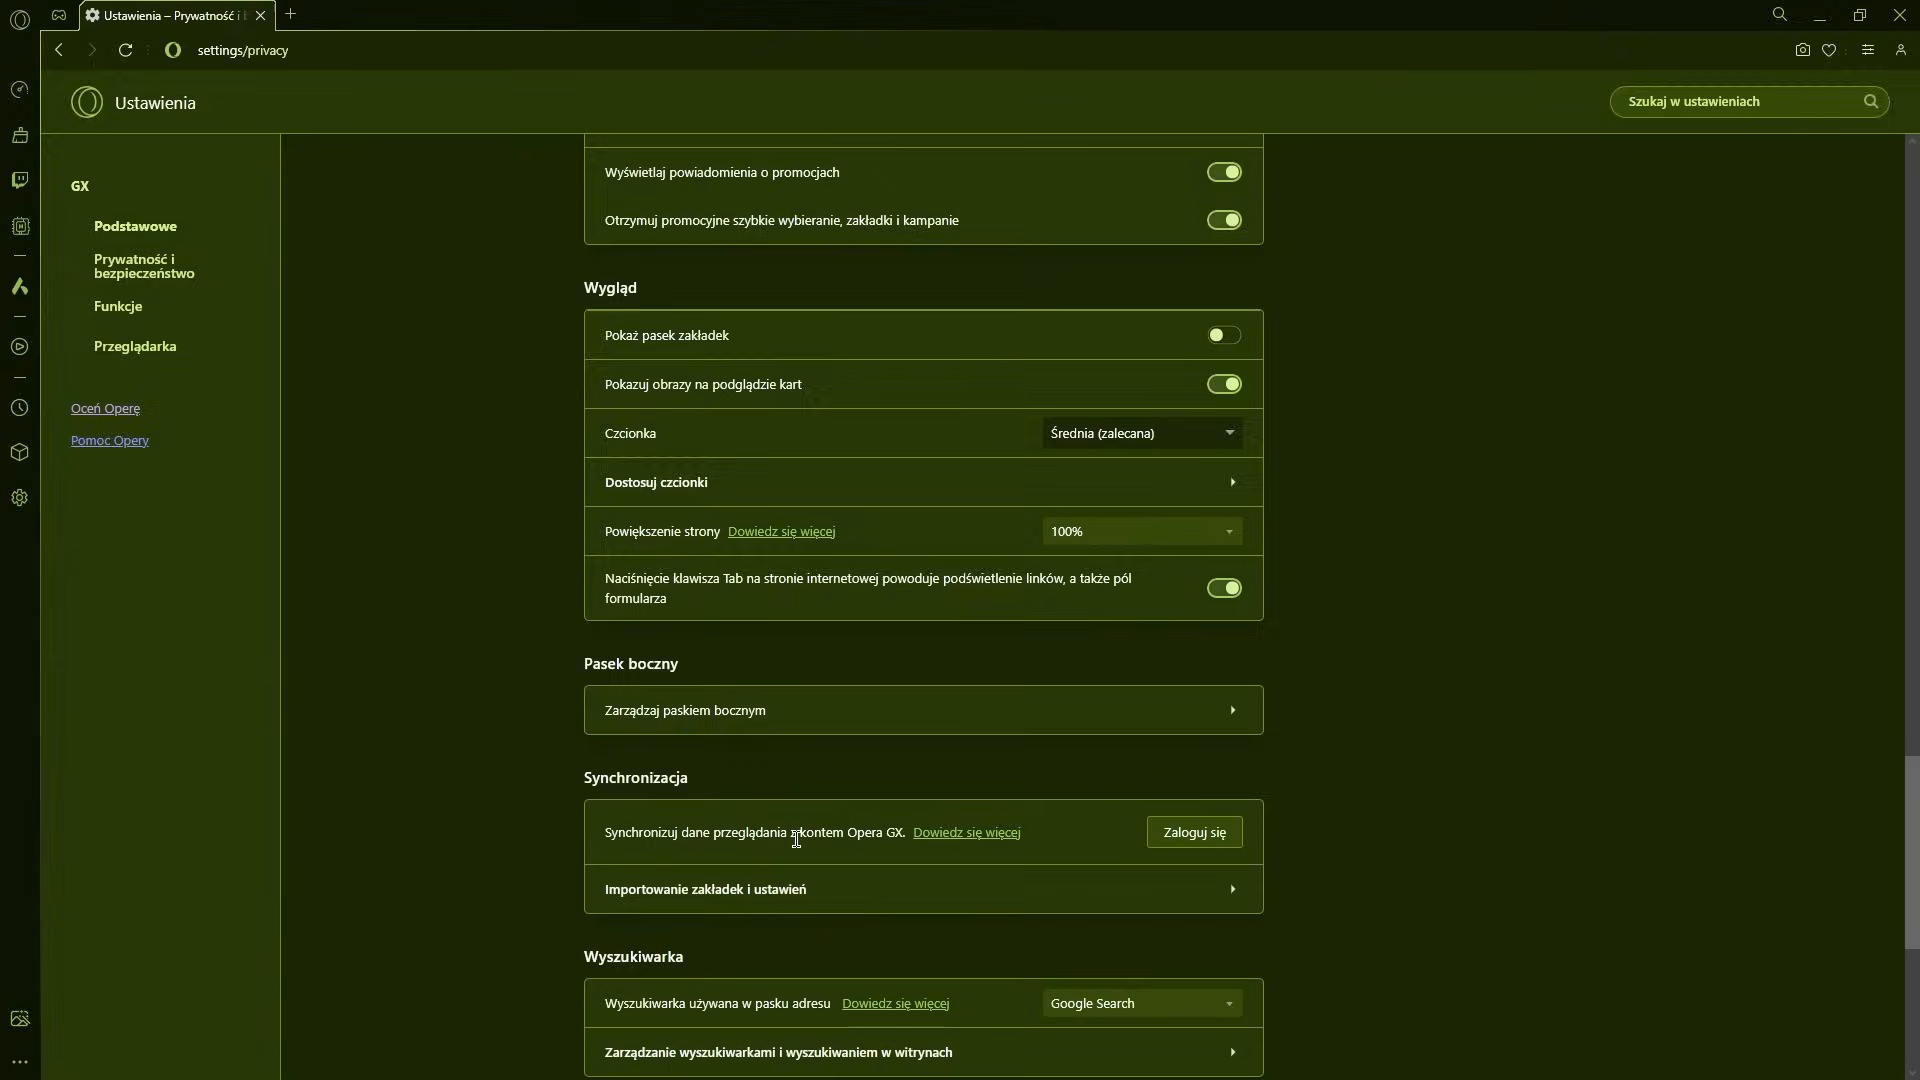 Ustawienia – Prywatność i
settings/privacy
Ustawienia
Szukaj w ustawieniach
GX
Podstawowe
Prywatność i
bezpieczeństwo
Funkcje
Przeglądarka
Oceń Operę
Pomoc Opery
Wyświetlaj powiadomienia o promocjach
Otrzymuj promocyjne szybkie wybieranie, zakładki i kampanie
Wygląd
Pokaż pasek zakładek
Pokazuj obrazy na podglądzie kart
Czcionka
Średnia (zalecana)
Dostosuj czcionki
Powiększenie strony Dowiedz się więcej
100%
Naciśnięcie klawisza Tab na stronie internetowej powoduje podświetlenie linków, a także pól
formularza
Pasek boczny
Zarządzaj paskiem bocznym
Synchronizacja
Synchronizuj dane przeglądania z kontem Opera GX. Dowiedz się więcej
Zaloguj się
Importowanie zakładek i ustawień
Wyszukiwarka
Wyszukiwarka używana w pasku adresu Dowiedz się więcej
Google Search
Zarządzanie wyszukiwarkami i wyszukiwaniem w witrynach